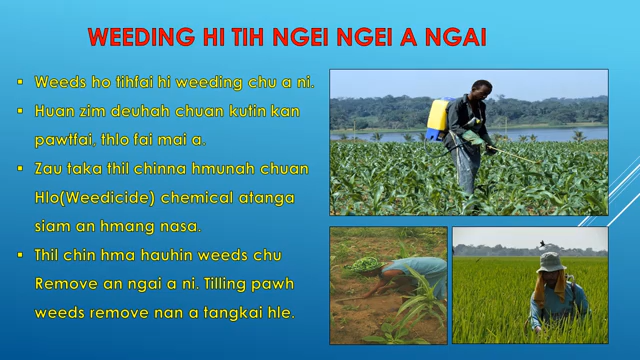 WEEDING HI TIH NGEI NGEI A NGAI
▪ Weeds ho tihfai hi weeding chu a ni.
▪ Huan zim deuhah chuan kutin kan
pawtfai, thlo fai mai a.
▪ Zau taka thil chinna hmunah chuan
Hlo(Weedicide) chemical atanga
siam an hmang nasa.
▪ Thil chin hma hauhin weeds chu
Remove an ngai a ni. Tilling pawh
weeds remove nan a tangkai hle.